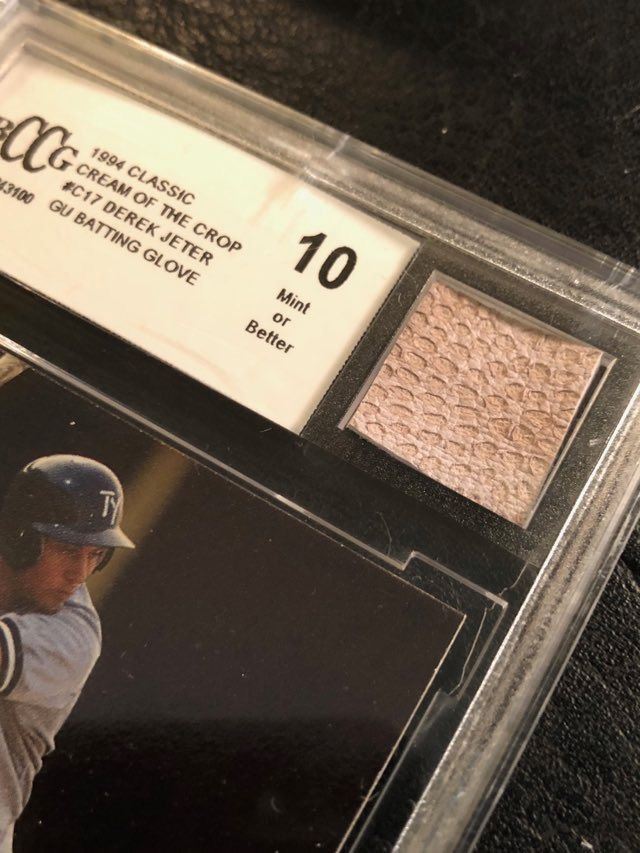 BCCG
1994 CLASSIC
CREAM OF THE CROP
#C17 DEREK JETER
GU BATTING GLOVE
10
Mint
or
Better